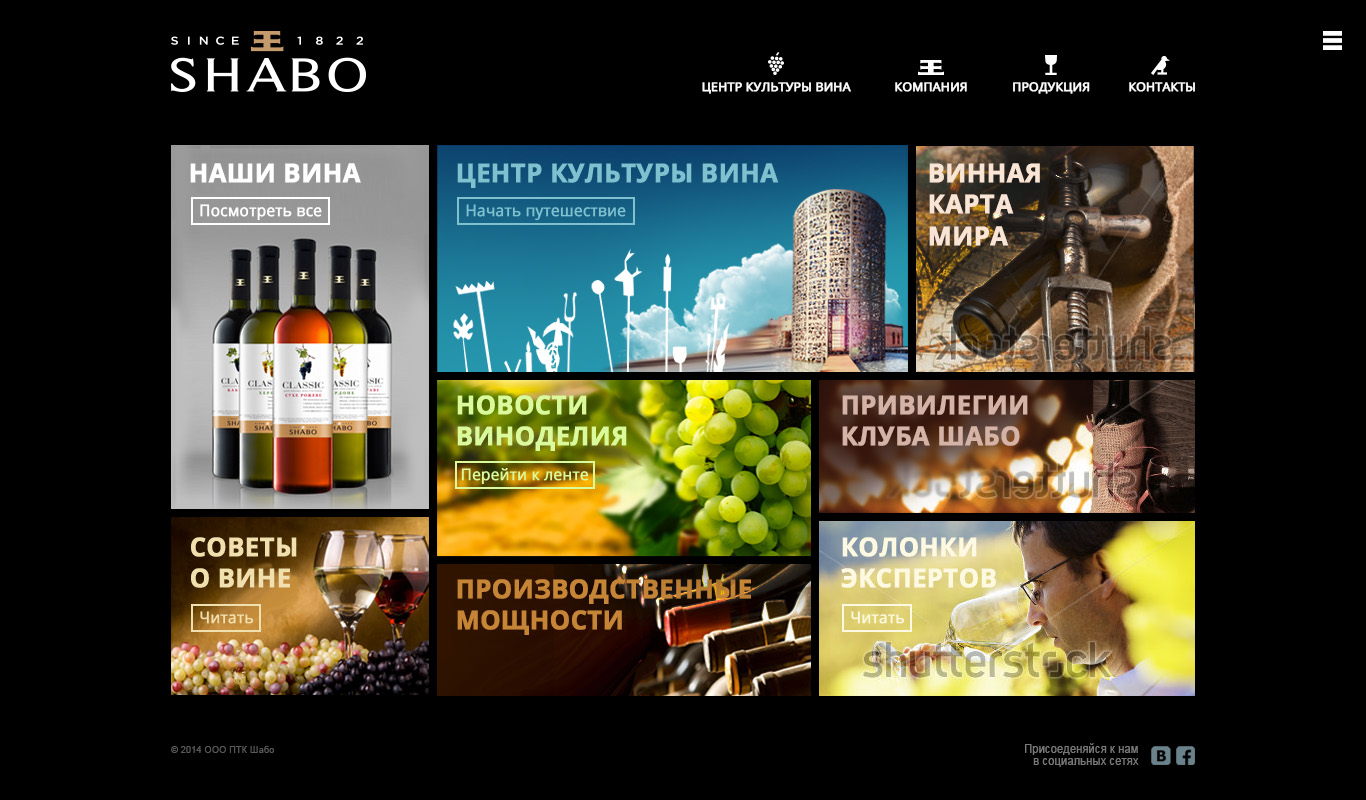 SINCE 1822
SHABO
ЦЕНТР КУЛЬТУРЫ ВИНА
КОМПАНИЯ
ПРОДУКЦИЯ
КОНТАКТЫ
НАШИ ВИНА
Посмотреть все
CLASSIC
SHABO
ЦЕНТР КУЛЬТУРЫ ВИНА
Начать путешествие
ВИННАЯ
КАРТА
МИРА
shutterstock
НОВОСТИ
ВИНОДЕЛИЯ
Перейти к ленте
ПРИВИЛЕГИИ
КЛУБА ШАБО
shutterstock
СОВЕТЫ
О ВИНЕ
Читать
ПРОИЗВОДСТВЕННЫЕ
МОЩНОСТИ
КОЛОНКИ
ЭКСПЕРТОВ
Читать
shutterstock
© 2014 ООО ПТК Шабо
Присоеденяйся к нам
в социальных сетях